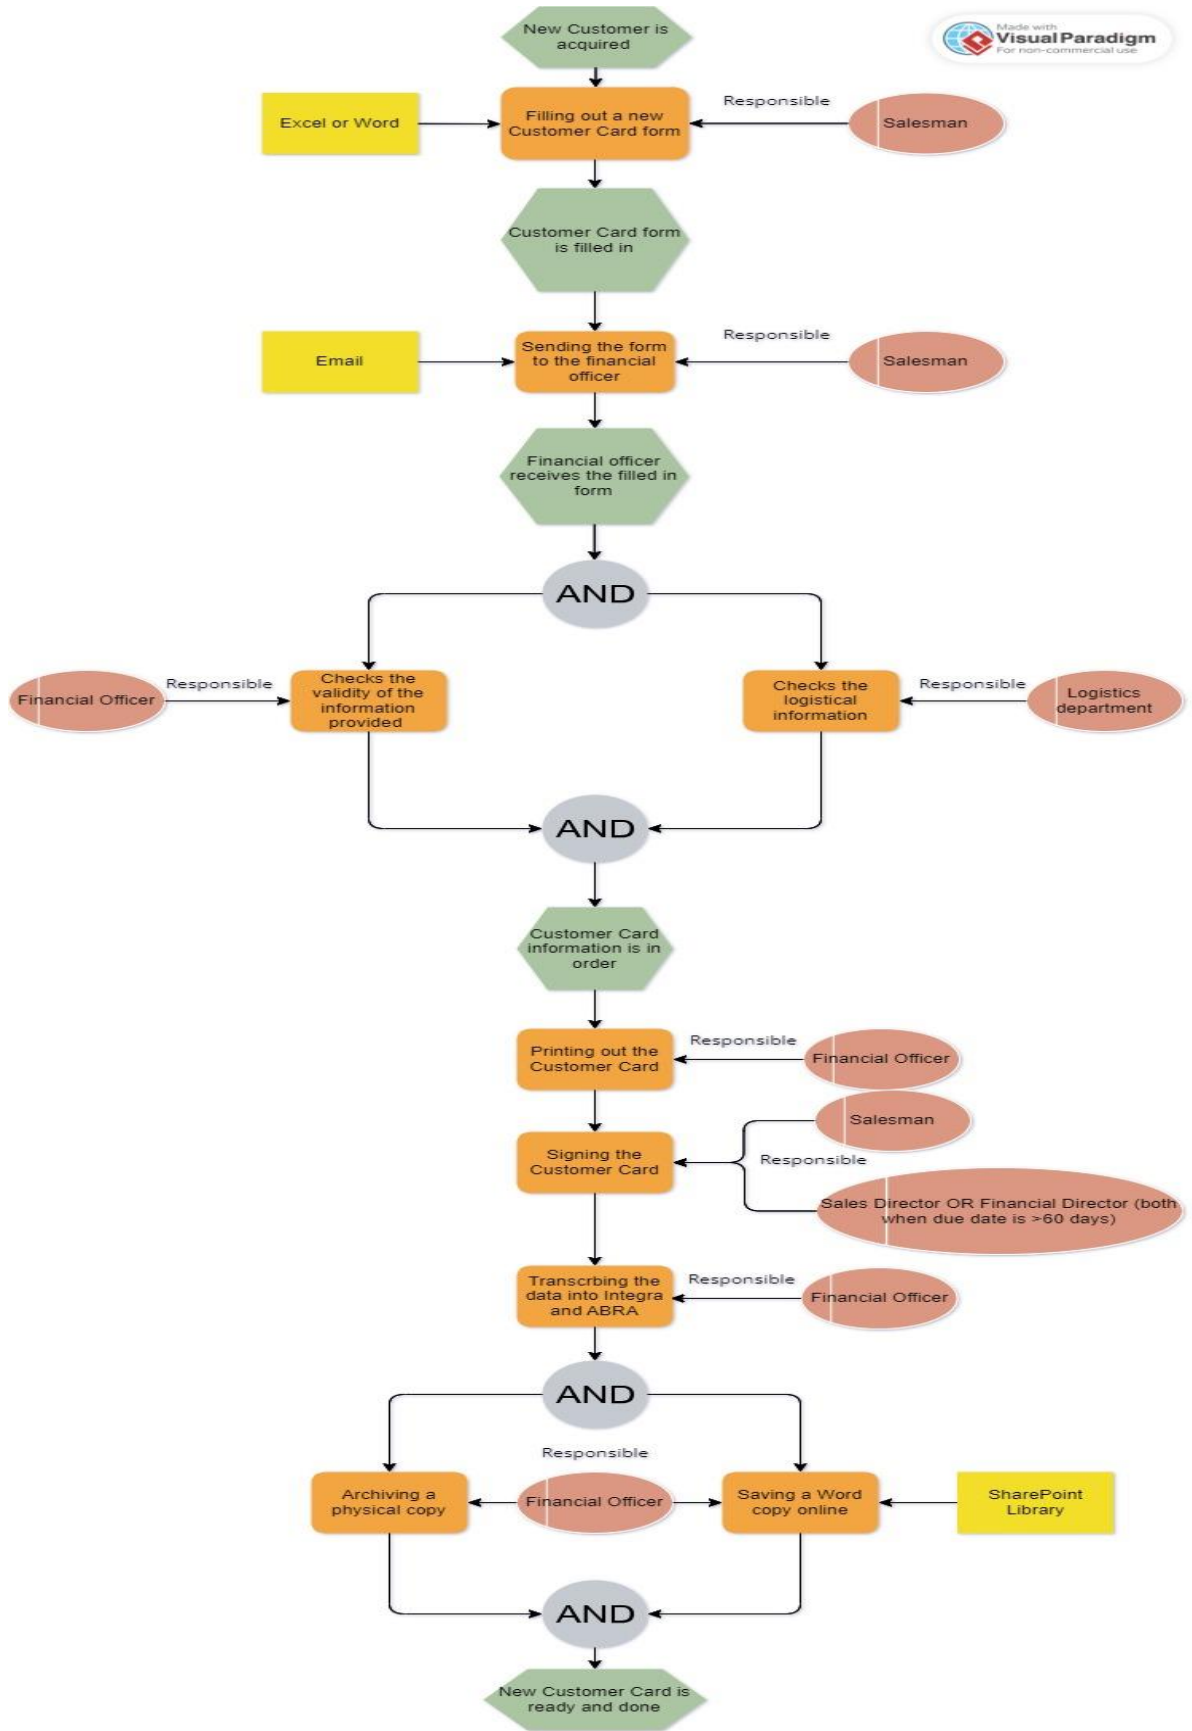 New Customer is
acquired
Made with
Visual Paradigm
For non-commercial use
Excel or Word
Filling out a new
Customer Card form
Responsible
Salesman
Customer Card form
is filled in
Email
Sending the form
to the financial
officer
Responsible
Salesman
Financial officer
receives the filled in
form
AND
Financial Officer
Responsible
Checks the
validity of the
information
provided
Checks the
logistical
information
Responsible
Logistics
department
AND
Customer Card
information is in
order
Printing out the
Customer Card
Responsible
Financial Officer
Signing the
Customer Card
Salesman
Responsible
Sales Director OR Financial Director (both
when due date is >60 days)
Transcrbing the
data into Integra
and ABRA
Responsible
Financial Officer
AND
Responsible
Archiving a
physical copy
Financial Officer
Saving a Word
copy online
SharePoint
Library
AND
New Customer Card is
ready and done